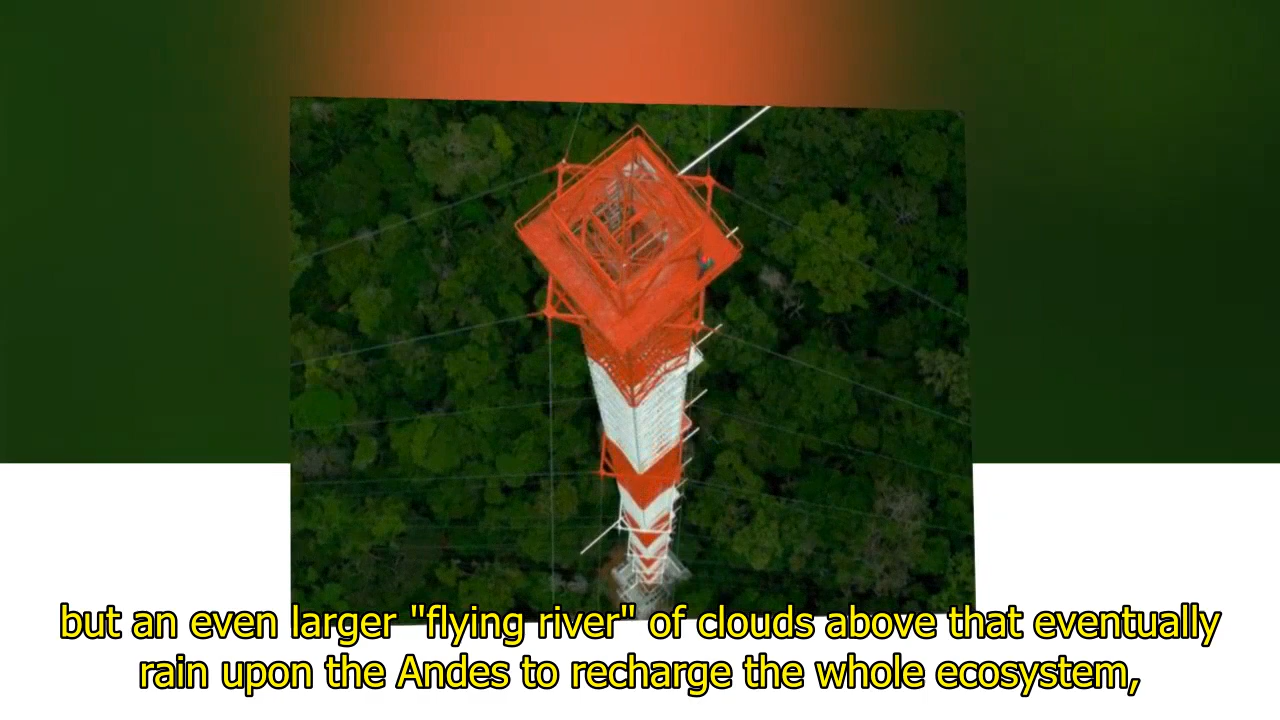 but an even larger "flying river" of clouds above that eventually
rain upon the Andes to recharge the whole ecosystem,